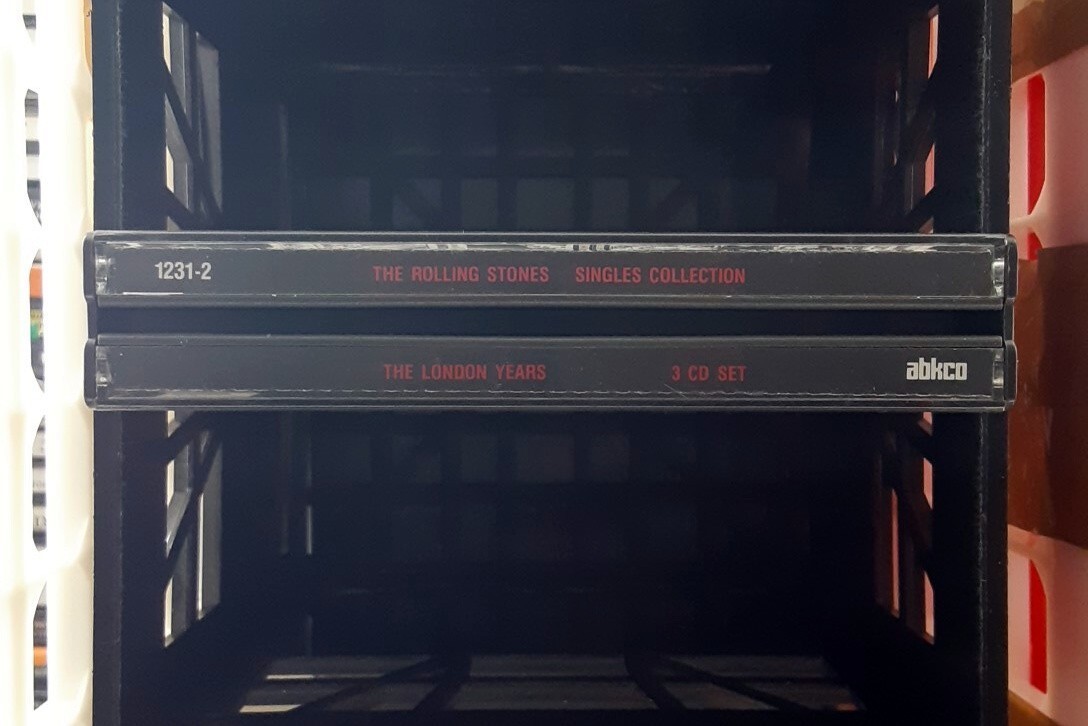 1231-2 THE ROLLING STONES SINGLES COLLECTION
THE LONDON YEARS 3 CD SET abkco